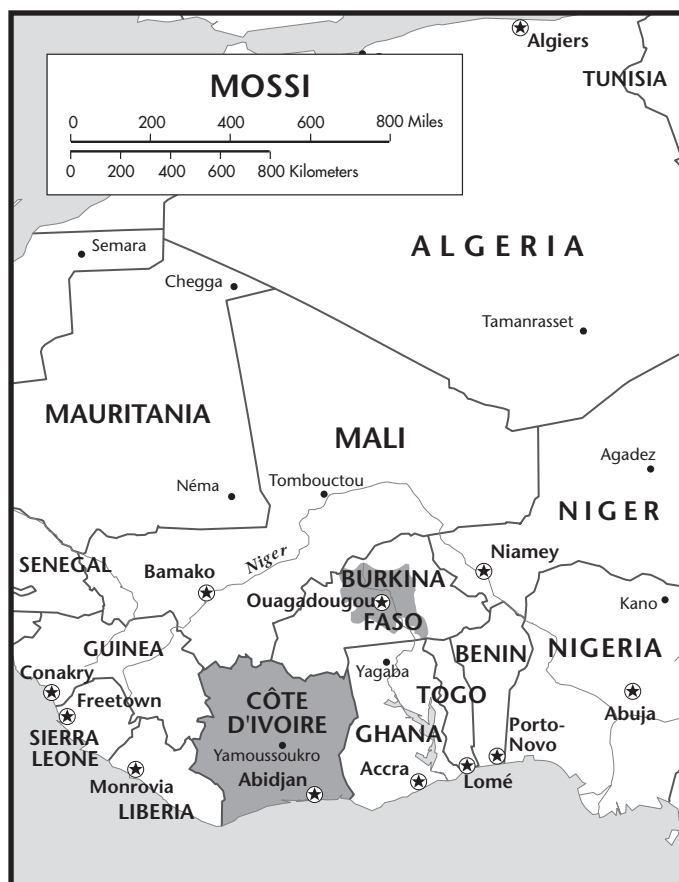 Algiers
TUNISIA
MOSSI
0 200 400 600 800 Miles
0 200 400 600 800 Kilometers
Semara
ALGERIA
Chegga
Tamanrasset
MAURITANIA
MALI
Agadez
Néma
Tombouctou
NIGER
Niger
SENEGAL
Bamako
Niamey
BURKINA
Ouagadougou
FASO
Kano
GUINEA
BENIN
NIGERIA
Yagaba
Conakry
Freetown
CÔTE
D'IVOIRE
TOGO
Abuja
SIERRA
LEONE
GHANA
Porto-
Novo
Yamoussoukro
Monrovia
Abidjan
Accra
Lomé
LIBERIA